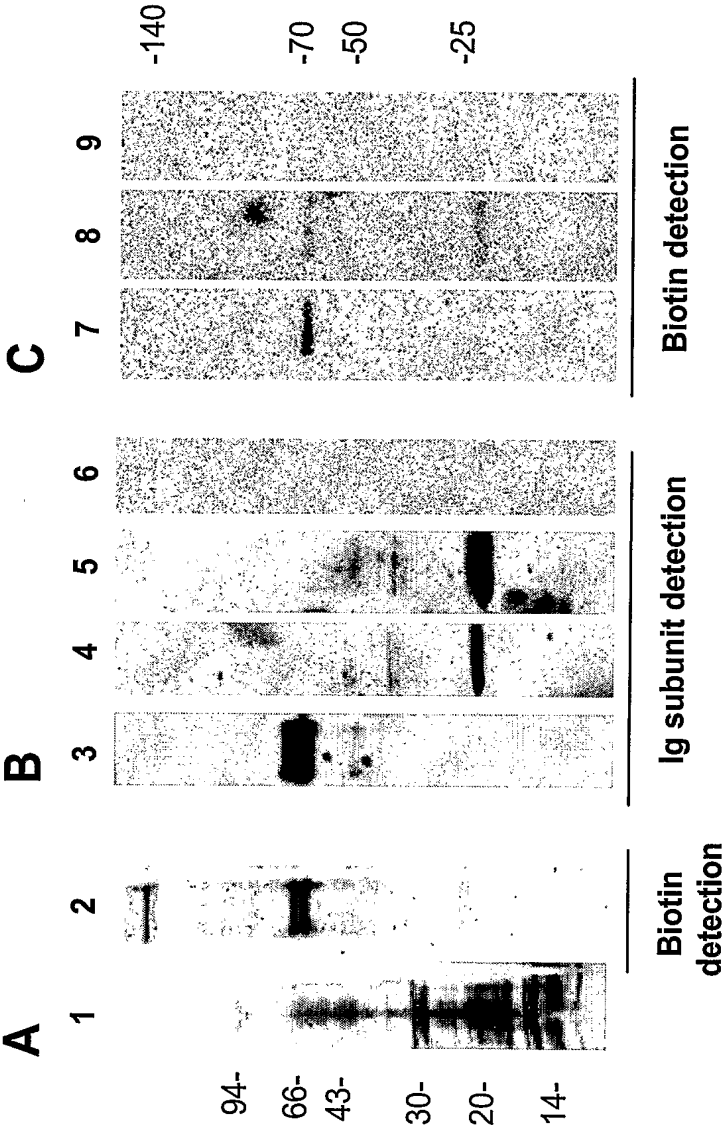 A
B
C
1
2
3
4
5
6
7
8
9
94-
66-
43-
30-
20-
14-
-140
-70
-50
-25
Biotin
detection
Ig subunit detection
Biotin detection